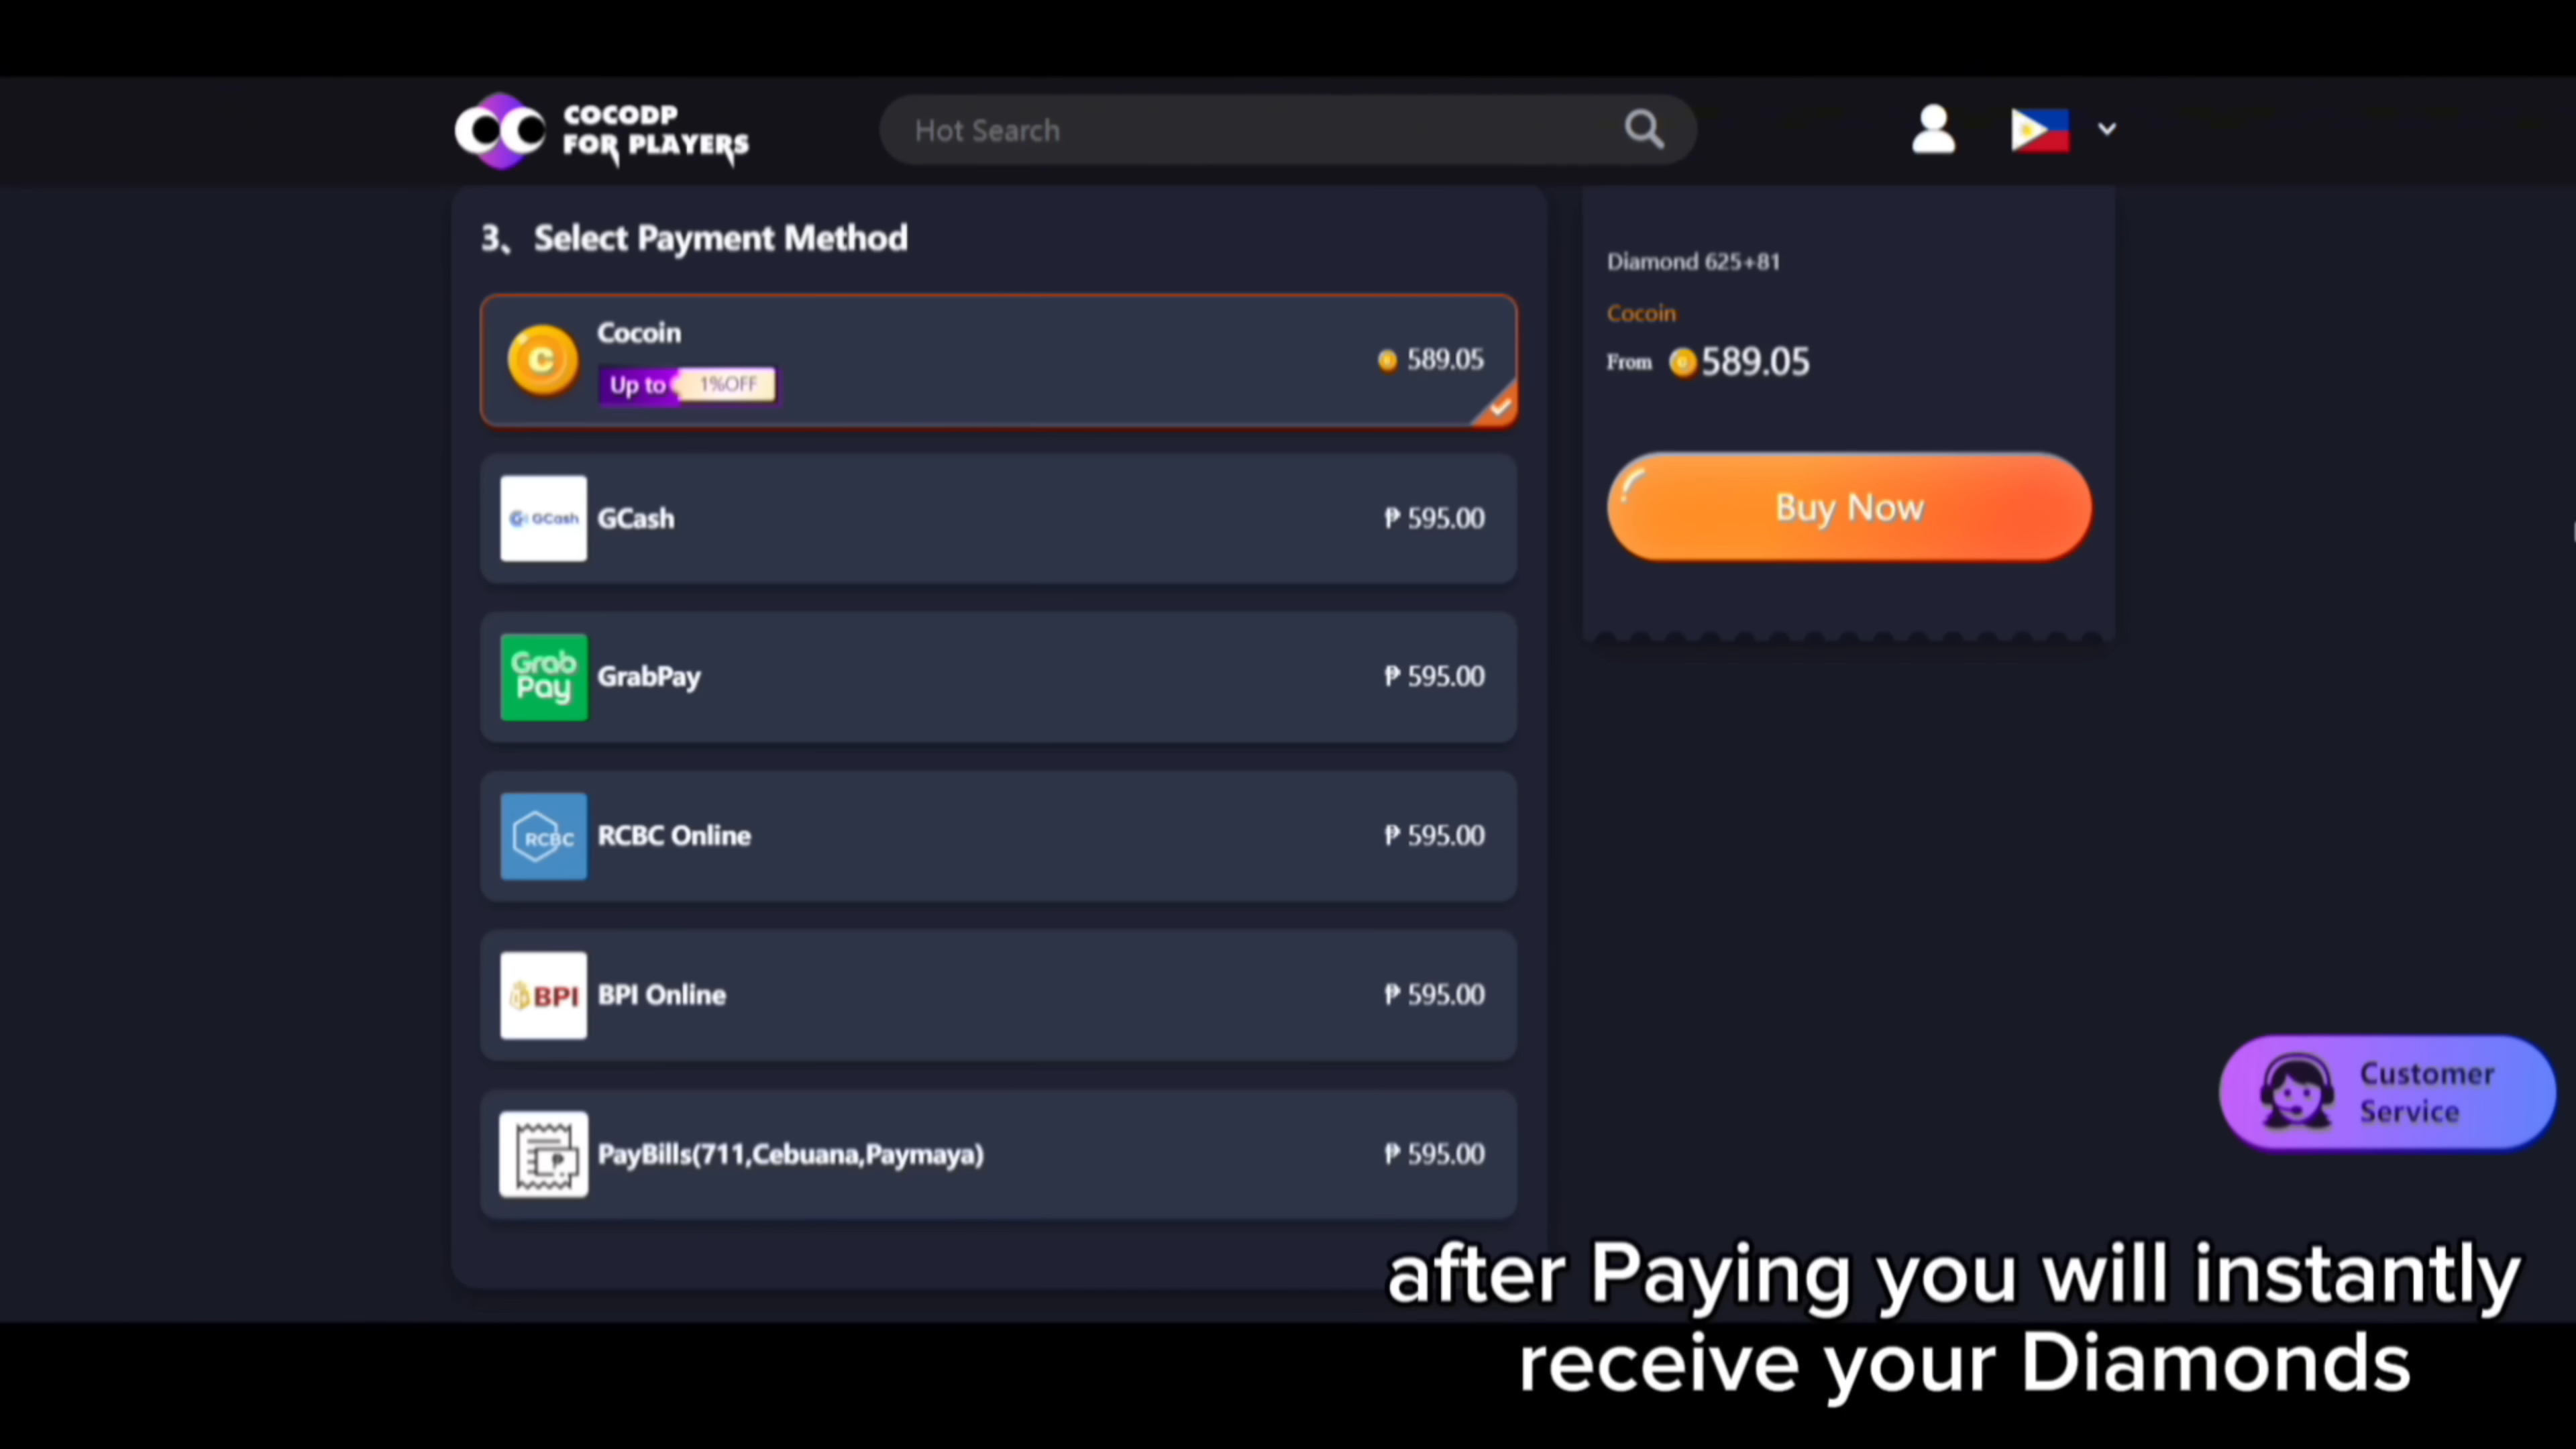 COCODP
FOR PLAYERS
Hot Search
3、 Select Payment Method
Cocoin
Up to 1%OFF
589.05
GCash
GCash
₱ 595.00
Grab
Pay
GrabPay
₱ 595.00
RCBC
RCBC Online
₱ 595.00
BPI
BPI Online
₱ 595.00
PayBills(711,Cebuana,Paymaya)
₱ 595.00
Diamond 625+81
Cocoin
From 589.05
Buy Now
Customer
Service
after Paying you will instantly
receive your Diamonds